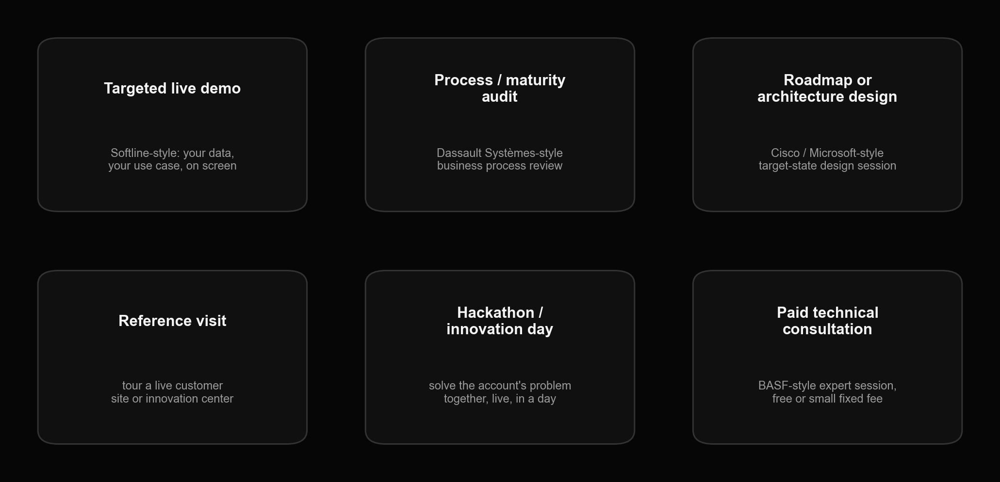 Targeted live demo
Softline-style: your data,
your use case, on screen
Process / maturity
audit
Dassault Systèmes-style
business process review
Roadmap or
architecture design
Cisco / Microsoft-style
target-state design session
Reference visit
tour a live customer
site or innovation center
Hackathon /
innovation day
solve the account's problem
together, live, in a day
Paid technical
consultation
BASF-style expert session,
free or small fixed fee